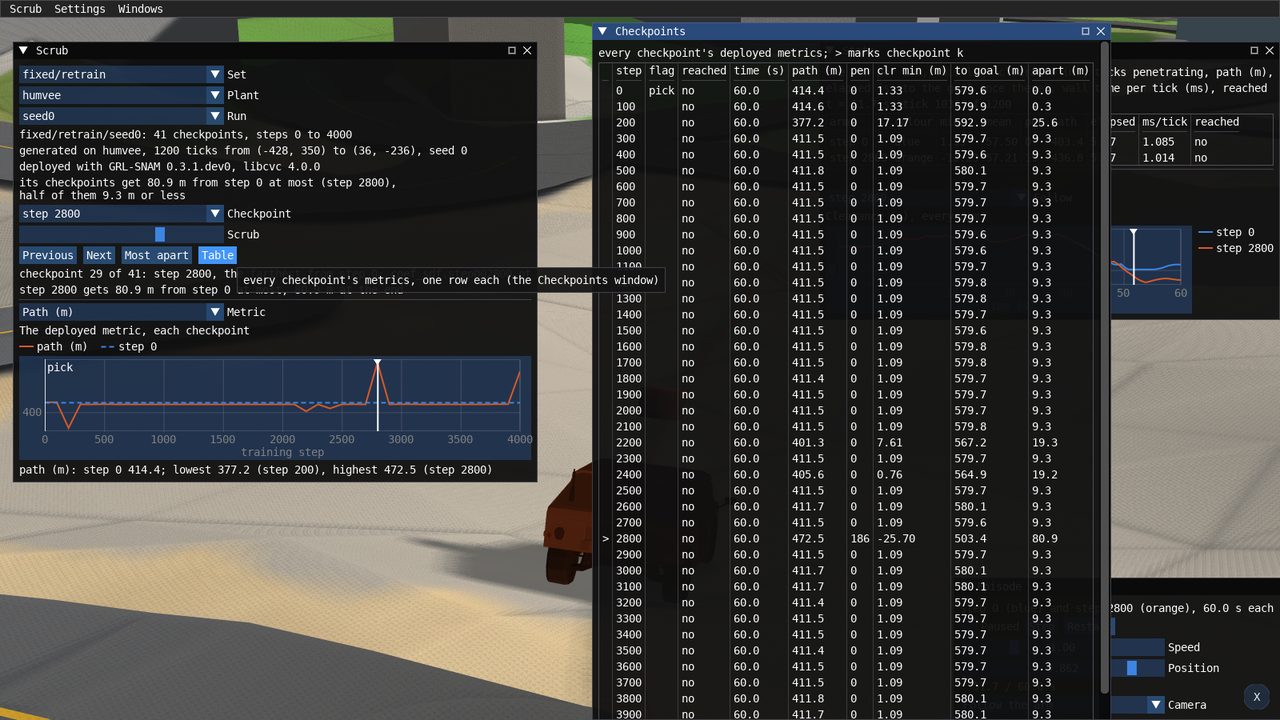 Scrub Settings Windows
Scrub
fixed/retrain Set
humvee Plant
seed0 Run
fixed/retrain/seed0: 41 checkpoints, steps 0 to 4000
generated on humvee, 1200 ticks from (-428, 350) to (36, -236), seed 0
deployed with GRL-SNAM 0.3.1.dev0, libcvc 4.0.0
its checkpoints get 80.9 m from step 0 at most (step 2800),
half of them 9.3 m or less
step 2800 Checkpoint
Scrub
Previous Next Most apart Table
checkpoint 29 of 41: step 2800, th
step 2800 gets 80.9 m from step 0
every checkpoint's metrics, one row each (the Checkpoints window)
Path (m) Metric
The deployed metric, each checkpoint
path (m) step 0
pick
400
0 500 1000 1500 2000 2500 3000 3500 4000
training step
path (m): step 0 414.4; lowest 377.2 (step 200), highest 472.5 (step 2800)
Checkpoints
every checkpoint's deployed metrics; > marks checkpoint k
step flag reached time (s) path (m) pen clr min (m) to goal (m) apart (m)
0 pick no 60.0 414.4 0 1.33 579.6 0.0
100 no 60.0 414.6 0 1.33 579.9 0.3
200 no 60.0 377.2 0 17.17 592.9 25.6
300 no 60.0 411.5 0 1.09 579.7 9.3
400 no 60.0 411.5 0 1.09 579.6 9.3
500 no 60.0 411.8 0 1.09 580.1 9.3
600 no 60.0 411.5 0 1.09 579.7 9.3
700 no 60.0 411.5 0 1.09 579.7 9.3
800 no 60.0 411.5 0 1.09 579.7 9.3
900 no 60.0 411.5 0 1.09 579.6 9.3
1000 no 60.0 411.5 0 1.09 579.6 9.3
1100 no 60.0 411.5 0 1.09 579.7 9.3
no 60.0 411.5 0 1.09 579.8 9.3
1300 no 60.0 411.5 0 1.09 579.8 9.3
1400 no 60.0 411.5 0 1.09 579.7 9.3
1500 no 60.0 411.5 0 1.09 579.6 9.3
1600 no 60.0 411.5 0 1.09 579.8 9.3
1700 no 60.0 411.5 0 1.09 579.8 9.3
1800 no 60.0 411.4 0 1.09 579.7 9.3
1900 no 60.0 411.5 0 1.09 579.7 9.3
2000 no 60.0 411.5 0 1.09 579.7 9.3
2100 no 60.0 411.5 0 1.09 579.8 9.3
2200 no 60.0 401.3 0 7.61 567.2 19.3
2300 no 60.0 411.5 0 1.09 579.7 9.3
2400 no 60.0 405.6 0 0.76 564.9 19.2
2500 no 60.0 411.5 0 1.09 579.7 9.3
2600 no 60.0 411.7 0 1.09 580.1 9.3
2700 no 60.0 411.5 0 1.09 579.6 9.3
> 2800 no 60.0 472.5 186 -25.70 503.4 80.9
2900 no 60.0 411.5 0 1.09 579.7 9.3
3000 no 60.0 411.7 0 1.09 580.1 9.3
3100 no 60.0 411.7 0 1.09 580.1 9.3
3200 no 60.0 411.4 0 1.09 579.7 9.3
3300 no 60.0 411.5 0 1.09 579.7 9.3
3400 no 60.0 411.5 0 1.09 579.7 9.3
3500 no 60.0 411.4 0 1.09 579.7 9.3
3600 no 60.0 411.5 0 1.09 579.7 9.3
3700 no 60.0 411.5 0 1.09 579.7 9.3
3800 no 60.0 411.8 0 1.09 580.1 9.3
3900 no 60.0 411.7 0 1.09 579.7 9.3
cks penetrating, path (m),
me per tick (ms), reached
psed ms/tick reached
7 1.085 no
7 1.014 no
step 0
step 2800
50 60
2800 (orange), 60.0 s each
Speed
Position
Camera
X